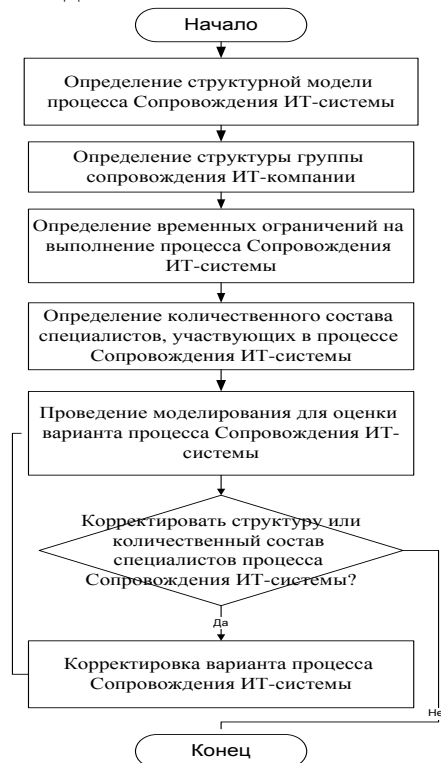 Начало
Определение структурной модели
процесса Сопровождения ИТ-системы
Определение структуры группы
сопровождения ИТ-компании
Определение временных ограничений на
выполнение процесса Сопровождения
ИТ-системы
Определение количественного состава
специалистов, участвующих в процессе
Сопровождения ИТ-системы
Проведение моделирования для оценки
варианта процесса Сопровождения ИТ-
системы
Корректировать структуру или
количественный состав
специалистов процесса
Сопровождения ИТ-системы?
Да
Корректировка варианта процесса
Сопровождения ИТ-системы
Не
Конец